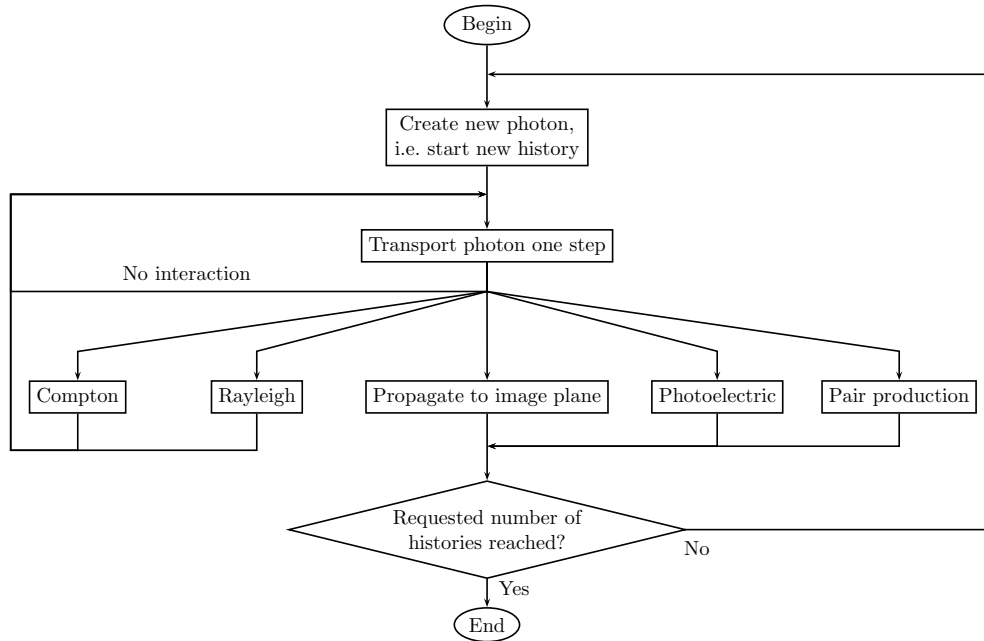 Begin
Create new photon,
i.e. start new history
Transport photon one step
No interaction
Compton
Rayleigh
Propagate to image plane
Photoelectric
Pair production
Requested number of
histories reached?
No
Yes
End